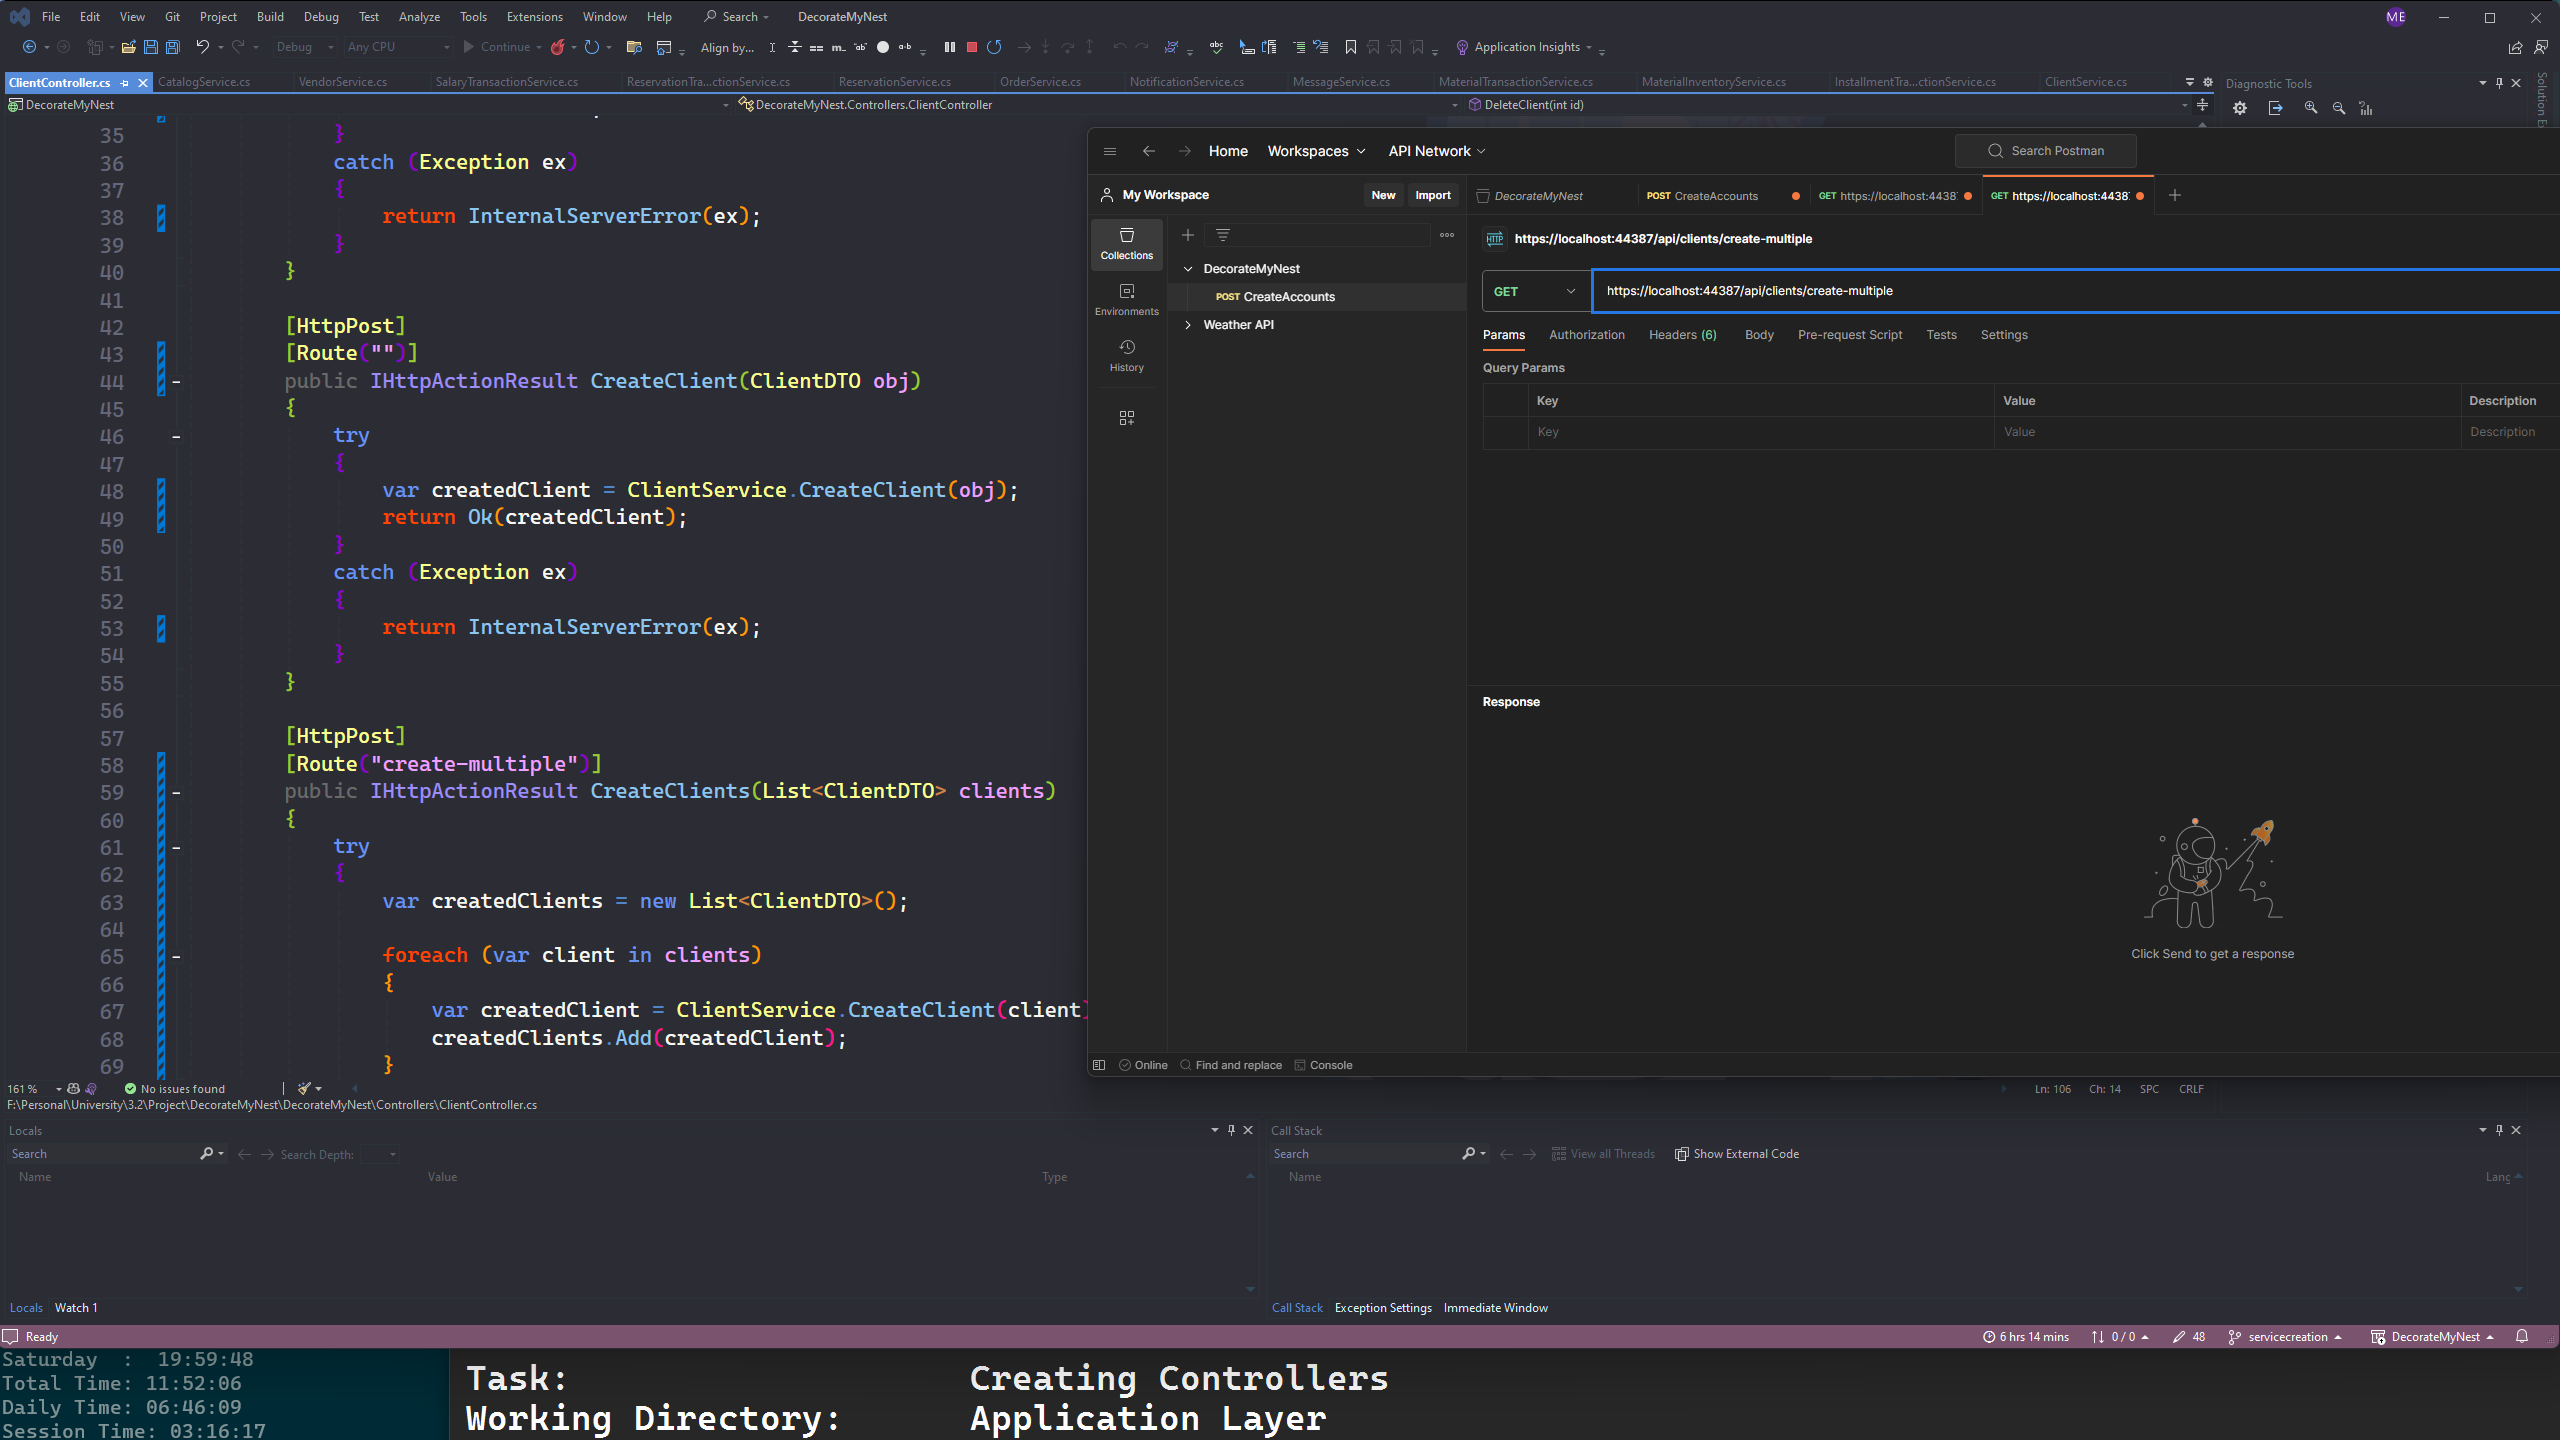 File Edit View Git Project Build Debug Test Analyze Tools Extensions Window Help Search DecorateMyNest ME
Debug Any CPU Continue Align by... Application Insights
ClientController.cs CatalogService.cs VendorService.cs SalaryTransactionService.cs ReservationTra...ctionService.cs ReservationService.cs OrderService.cs NotificationService.cs MessageService.cs MaterialTransactionService.cs MaterialInventoryService.cs InstallmentTra...ctionService.cs ClientService.cs Diagnostic Tools
DecorateMyNest DecorateMyNest.Controllers.ClientController DeleteClient(int id)
35 }
36 catch (Exception ex)
37 {
38 return InternalServerError(ex);
39 }
40 }
41
42 [HttpPost]
43 [Route("")]
44 public IHttpActionResult CreateClient(ClientDTO obj)
45 {
46 try
47 {
48 var createdClient = ClientService.CreateClient(obj);
49 return Ok(createdClient);
50 }
51 catch (Exception ex)
52 {
53 return InternalServerError(ex);
54 }
55 }
56
57 [HttpPost]
58 [Route("create-multiple")]
59 public IHttpActionResult CreateClients(List<ClientDTO> clients)
60 {
61 try
62 {
63 var createdClients = new List<ClientDTO>();
64
65 foreach (var client in clients)
66 {
67 var createdClient = ClientService.CreateClient(client)
68 createdClients.Add(createdClient);
69 }
Home Workspaces API Network Search Postman
My Workspace New Import DecorateMyNest POST CreateAccounts GET https://localhost:4438 GET https://localhost:4438
Collections
Environments
History
DecorateMyNest
POST CreateAccounts
Weather API
HTTP https://localhost:44387/api/clients/create-multiple
GET https://localhost:44387/api/clients/create-multiple
Params Authorization Headers (6) Body Pre-request Script Tests Settings
Query Params
Key Value Description
Key Value Description
Response
Click Send to get a response
Online Find and replace Console
161 % No issues found Ln: 106 Ch: 14 SPC CRLF
F:\Personal\University\3.2\Project\DecorateMyNest\DecorateMyNest\Controllers\ClientController.cs
Locals
Search Search Depth:
Name Value Type
Locals Watch 1
Call Stack
Search View all Threads Show External Code
Name Lang
Call Stack Exception Settings Immediate Window
Ready 6 hrs 14 mins 0 / 0 48 servicecreation DecorateMyNest
Saturday : 19:59:48
Total Time: 11:52:06
Daily Time: 06:46:09
Session Time: 03:16:17
Task: Creating Controllers
Working Directory: Application Layer